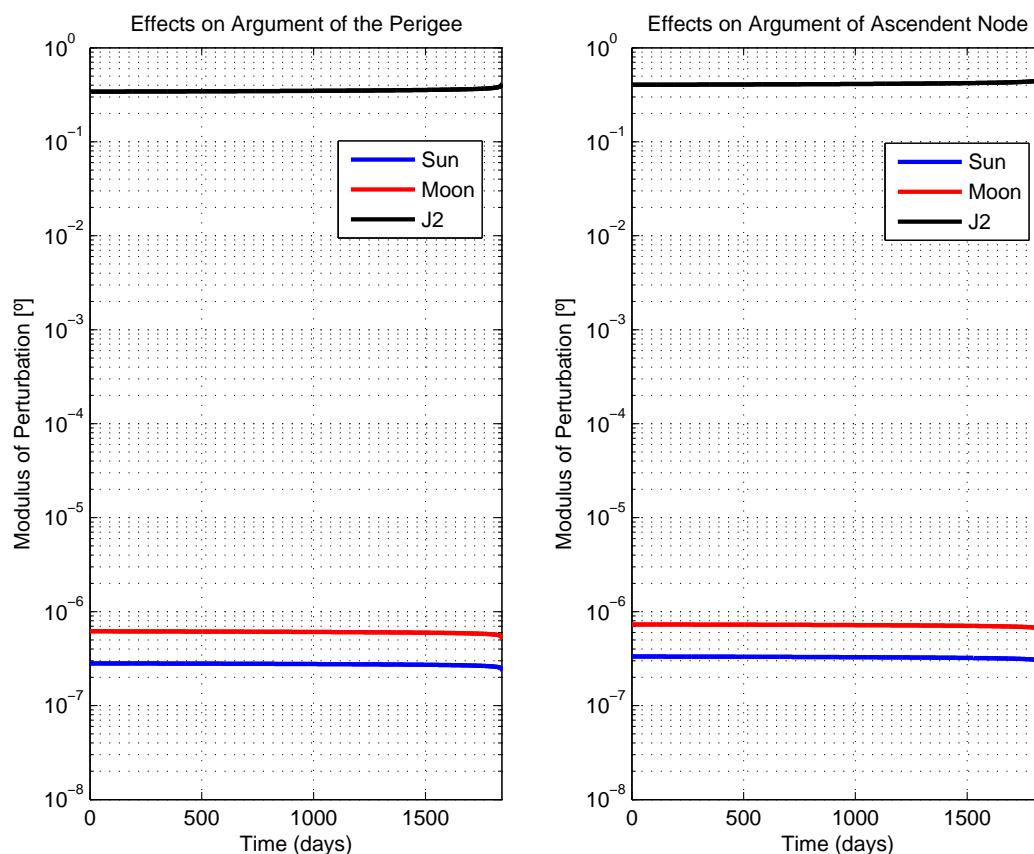 Effects on Argument of the Perigee
10^0
10^−1
10^−2
10^−3
10^−4
10^−5
10^−6
10^−7
10^−8
Modulus of Perturbation [º]
0
500
1000
1500
Time (days)
Sun
Moon
J2
Effects on Argument of Ascendent Node
10^0
10^−1
10^−2
10^−3
10^−4
10^−5
10^−6
10^−7
10^−8
Modulus of Perturbation [º]
0
500
1000
1500
Time (days)
Sun
Moon
J2